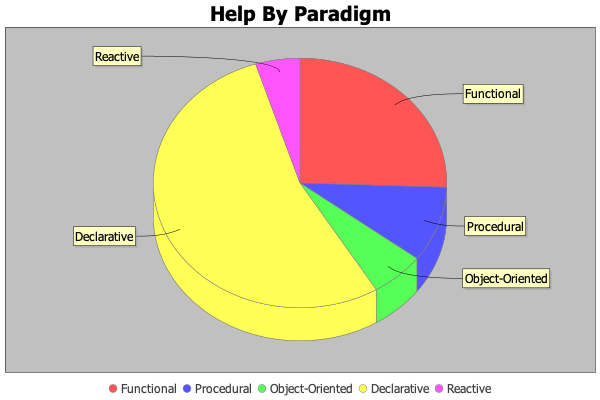 Help By Paradigm
Reactive
Functional
Procedural
Declarative
Object-Oriented
Functional Procedural Object-Oriented Declarative Reactive